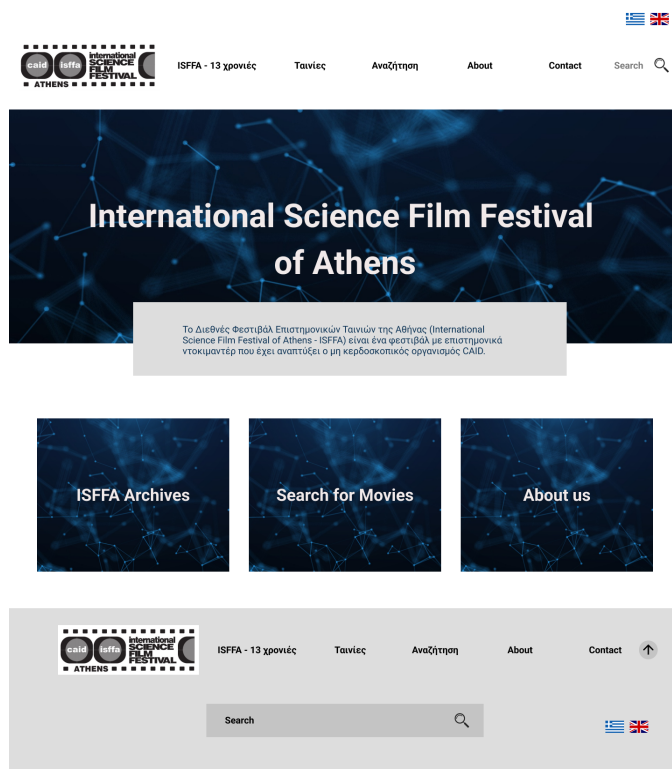 caid isffa international SCIENCE FILM FESTIVAL
ATHENS
ISFFA - 13 χρονιές
Ταινίες
Αναζήτηση
About
Contact
Search
International Science Film Festival
of Athens
Το Διεθνές Φεστιβάλ Επιστημονικών Ταινιών της Αθήνας (International
Science Film Festival of Athens - ISFFA) είναι ένα φεστιβάλ με επιστημονικά
ντοκιμαντέρ που έχει αναπτύξει ο μη κερδοσκοπικός οργανισμός CAID.
ISFFA Archives
Search for Movies
About us
caid isffa international SCIENCE FILM FESTIVAL
ATHENS
ISFFA - 13 χρονιές
Ταινίες
Αναζήτηση
About
Contact
Search